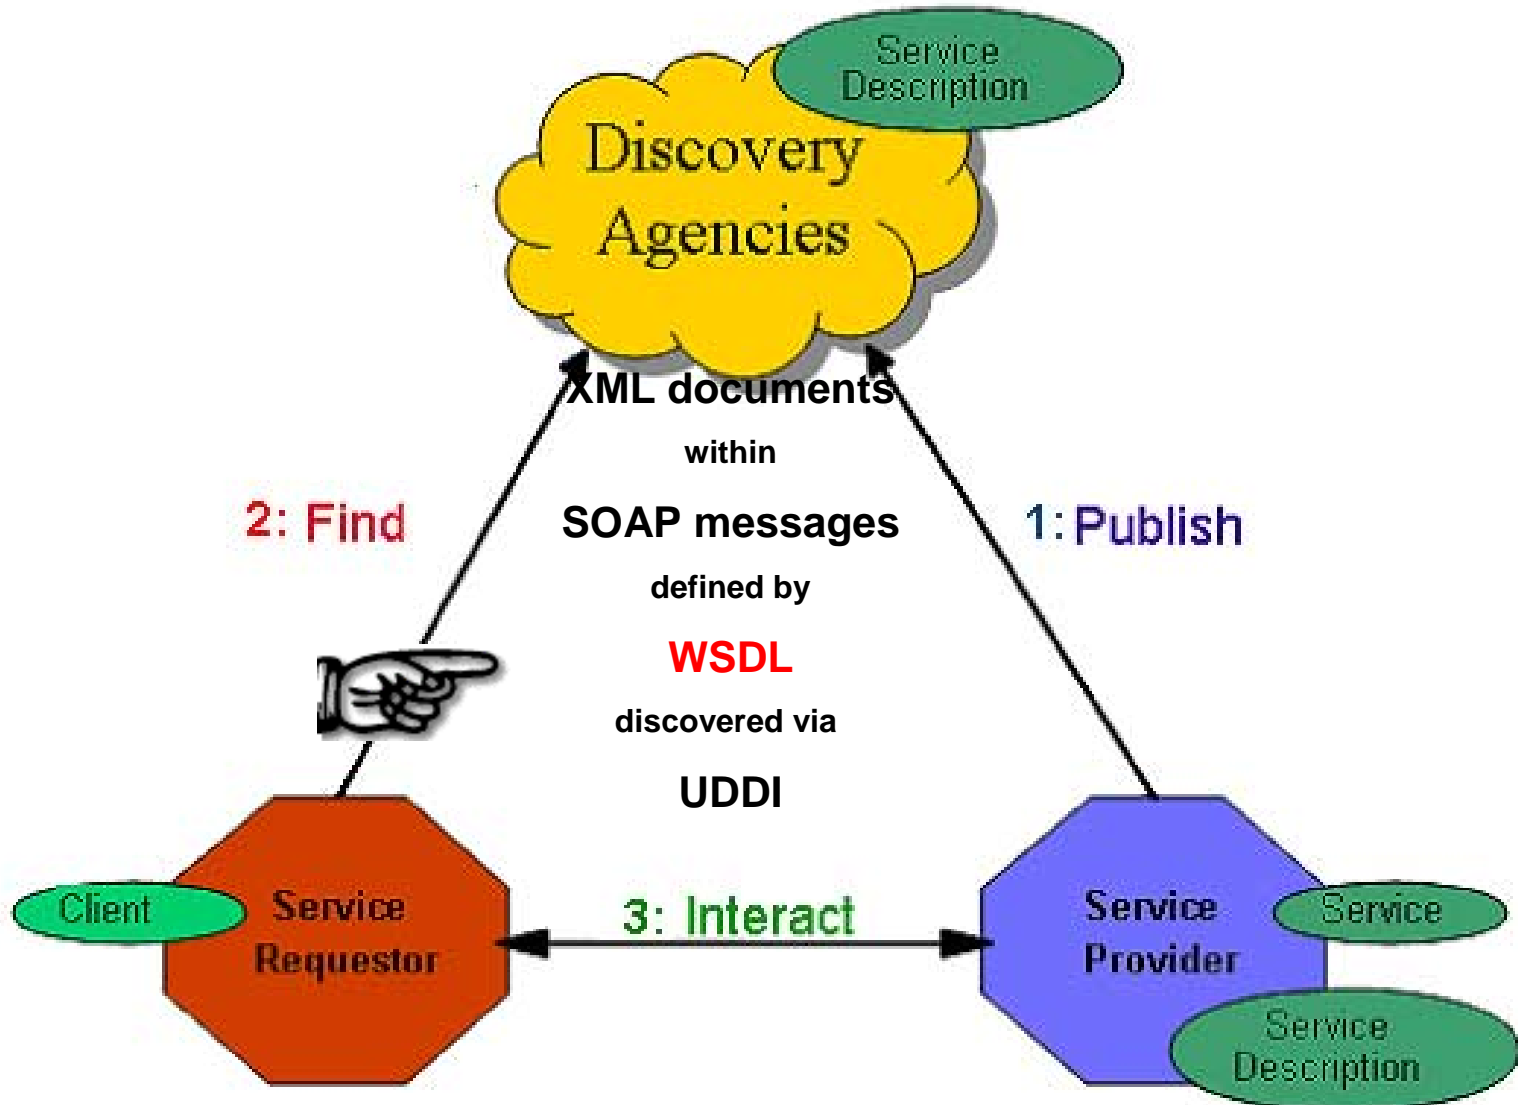 Service
Description
Discovery
Agencies
XML documents
within
2: Find
SOAP messages
1: Publish
defined by
WSDL
discovered via
UDDI
Client
Service
Requestor
3: Interact
Service
Provider
Service
Service
Description